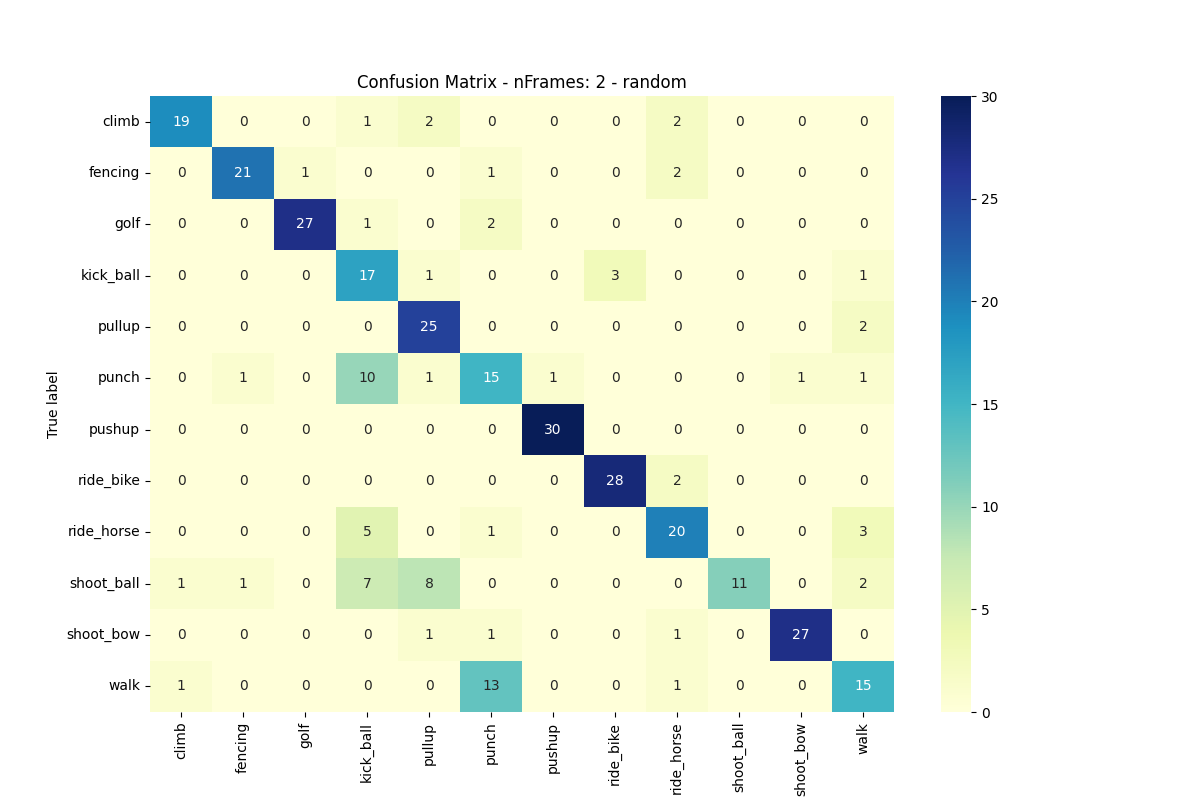 Confusion Matrix - nFrames: 2 - random
True label
climb 19 0 0 1 2 0 0 0 2 0 0 0
fencing 0 21 1 0 0 1 0 0 2 0 0 0
golf 0 0 27 1 0 2 0 0 0 0 0 0
kick_ball 0 0 0 17 1 0 0 3 0 0 0 1
pullup 0 0 0 0 25 0 0 0 0 0 0 2
punch 0 1 0 10 1 15 1 0 0 0 1 1
pushup 0 0 0 0 0 0 30 0 0 0 0 0
ride_bike 0 0 0 0 0 0 0 28 2 0 0 0
ride_horse 0 0 0 5 0 1 0 0 20 0 0 3
shoot_ball 1 1 0 7 8 0 0 0 0 11 0 2
shoot_bow 0 0 0 0 1 1 0 0 1 0 27 0
walk 1 0 0 0 0 13 0 0 1 0 0 15
climb fencing golf kick_ball pullup punch pushup ride_bike ride_horse shoot_ball shoot_bow walk
30
25
20
15
10
5
0